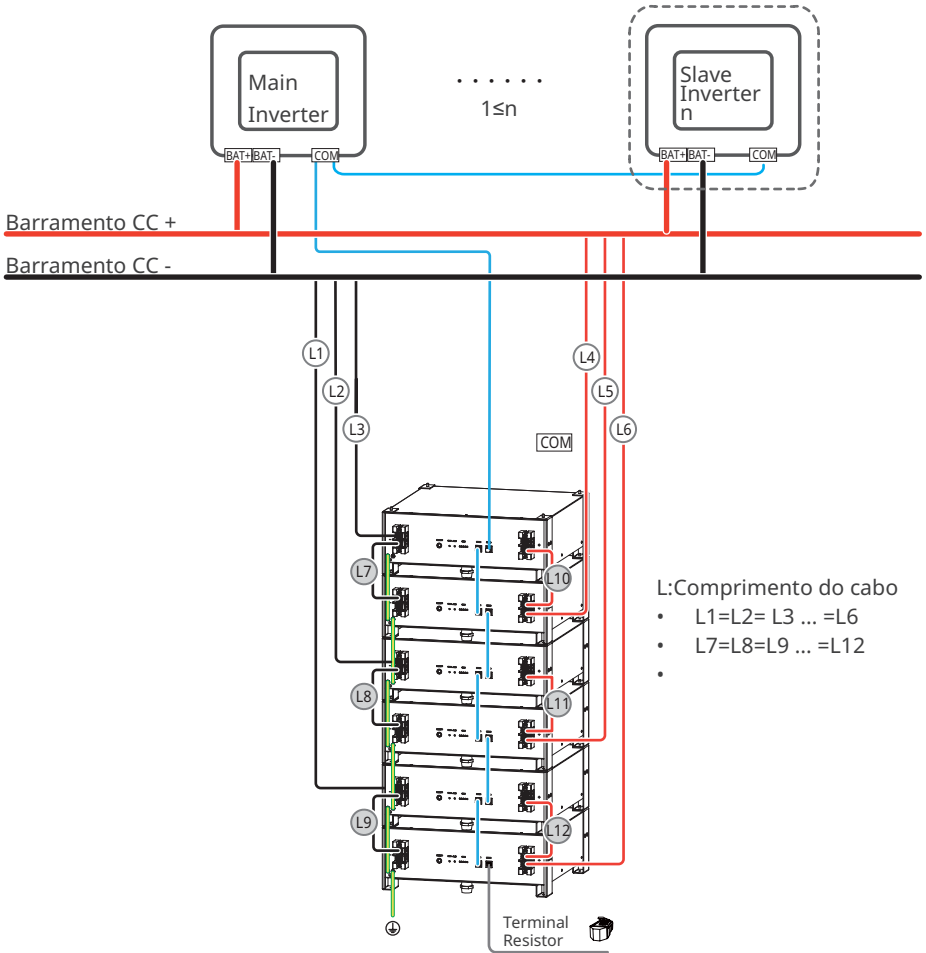 Main
Inverter
· · · · · ·
1≤n
Slave
Inverter
n
BAT+ BAT- COM
BAT+ BAT- COM
Barramento CC +
Barramento CC -
L1
L4
L2
L5
L3
L6
COM
L7
L10
L:Comprimento do cabo
• L1=L2= L3 ... =L6
• L7=L8=L9 ... =L12
•
L8
L11
L9
L12
Terminal
Resistor